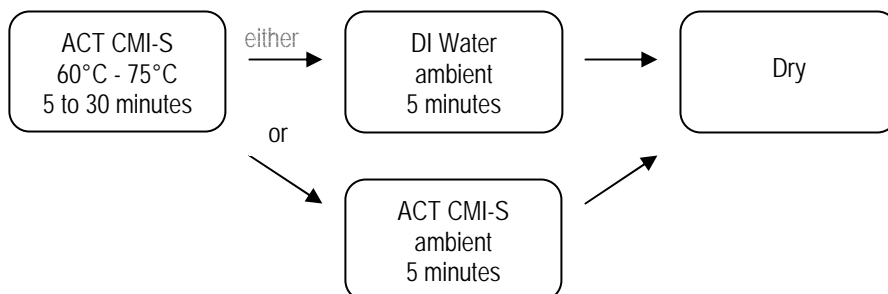 ACT CMI-S
60°C - 75°C
5 to 30 minutes
either
or
DI Water
ambient
5 minutes
ACT CMI-S
ambient
5 minutes
Dry